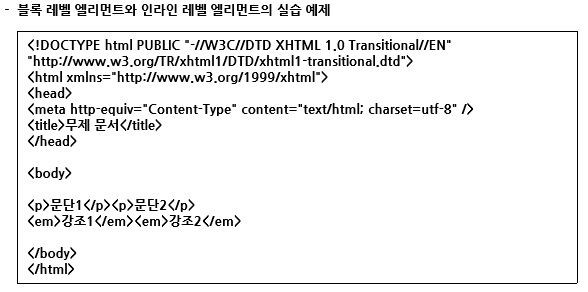 - 블록 레벨 엘리먼트와 인라인 레벨 엘리먼트의 실습 예제
<!DOCTYPE html PUBLIC "-//W3C//DTD XHTML 1.0 Transitional//EN"
"http://www.w3.org/TR/xhtml1/DTD/xhtml1-transitional.dtd">
<html xmlns="http://www.w3.org/1999/xhtml">
<head>
<meta http-equiv="Content-Type" content="text/html; charset=utf-8" />
<title>무제 문서</title>
</head>
<body>
<p>문단1</p><p>문단2</p>
<em>강조1</em><em>강조2</em>
</body>
</html>